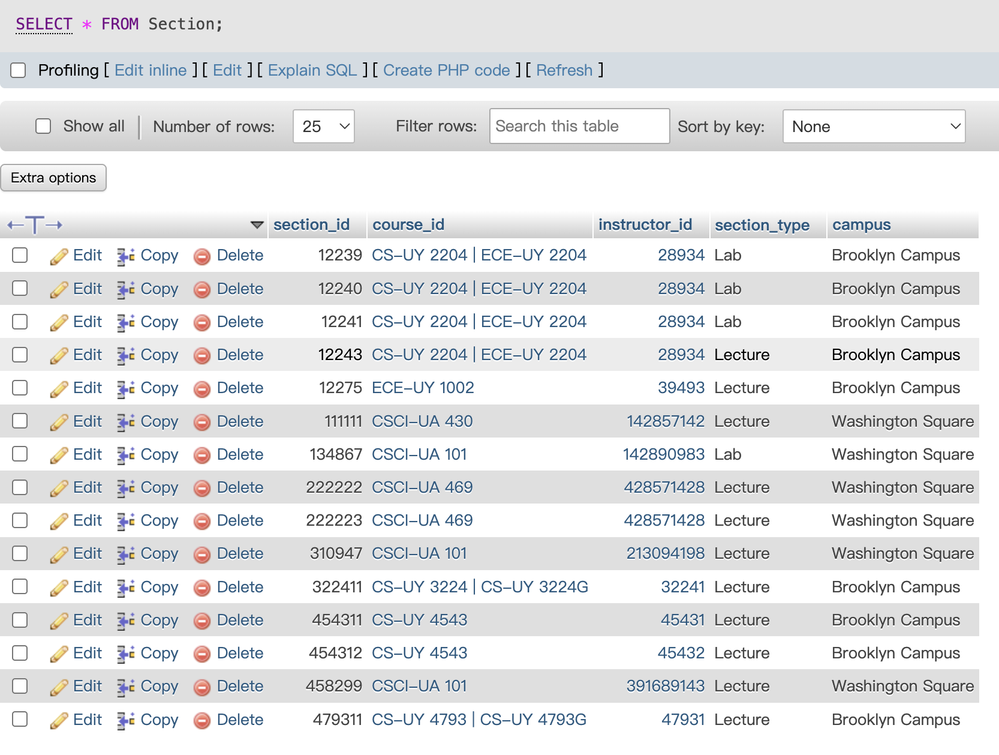 SELECT * FROM Section;
Profiling [ Edit inline ] [ Edit ] [ Explain SQL ] [ Create PHP code ] [ Refresh ]
Show all Number of rows: 25 Filter rows: Search this table Sort by key: None
Extra options
←T→ section_id course_id instructor_id section_type campus
Edit Copy Delete 12239 CS-UY 2204 | ECE-UY 2204 28934 Lab Brooklyn Campus
Edit Copy Delete 12240 CS-UY 2204 | ECE-UY 2204 28934 Lab Brooklyn Campus
Edit Copy Delete 12241 CS-UY 2204 | ECE-UY 2204 28934 Lab Brooklyn Campus
Edit Copy Delete 12243 CS-UY 2204 | ECE-UY 2204 28934 Lecture Brooklyn Campus
Edit Copy Delete 12275 ECE-UY 1002 39493 Lecture Brooklyn Campus
Edit Copy Delete 111111 CSCI-UA 430 142857142 Lecture Washington Square
Edit Copy Delete 134867 CSCI-UA 101 142890983 Lab Washington Square
Edit Copy Delete 222222 CSCI-UA 469 428571428 Lecture Washington Square
Edit Copy Delete 222223 CSCI-UA 469 428571428 Lecture Washington Square
Edit Copy Delete 310947 CSCI-UA 101 213094198 Lecture Washington Square
Edit Copy Delete 322411 CS-UY 3224 | CS-UY 3224G 32241 Lecture Brooklyn Campus
Edit Copy Delete 454311 CS-UY 4543 45431 Lecture Brooklyn Campus
Edit Copy Delete 454312 CS-UY 4543 45432 Lecture Brooklyn Campus
Edit Copy Delete 458299 CSCI-UA 101 391689143 Lecture Washington Square
Edit Copy Delete 479311 CS-UY 4793 | CS-UY 4793G 47931 Lecture Brooklyn Campus